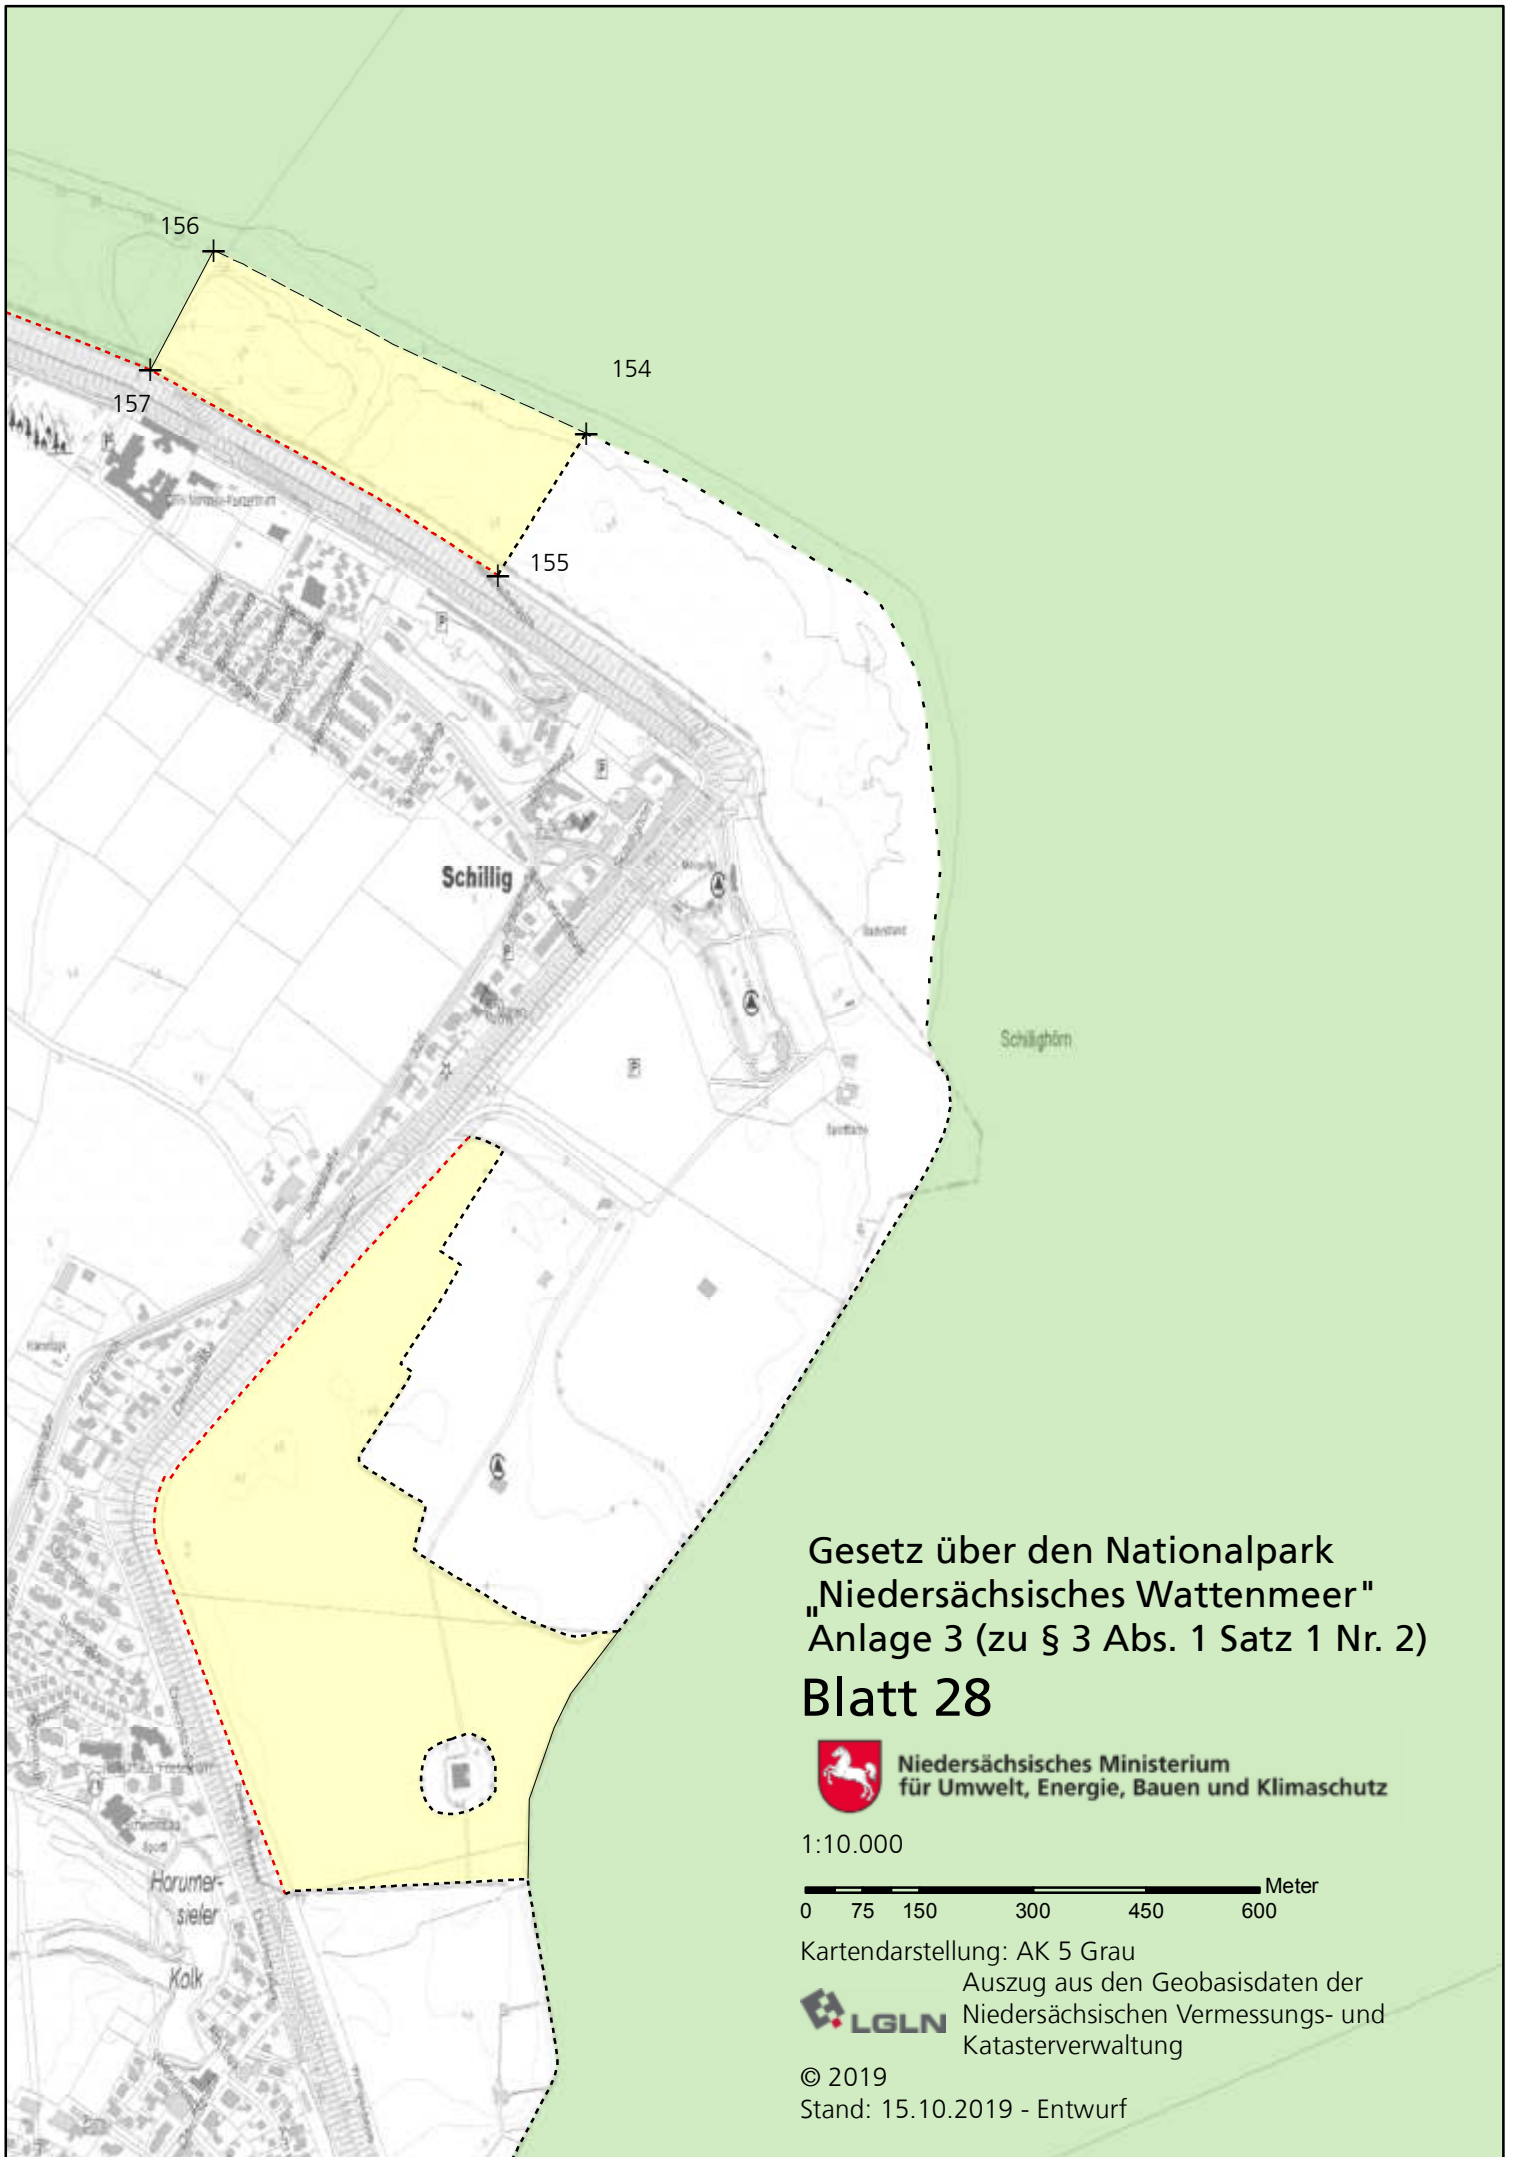 156
154
157
155
P
P
P
Schillig
P
Badestrand
Schillighörn
P
Sportfläche
Gesetz über den Nationalpark
„Niedersächsisches Wattenmeer"
Anlage 3 (zu § 3 Abs. 1 Satz 1 Nr. 2)
Blatt 28
Niedersächsisches Ministerium
für Umwelt, Energie, Bauen und Klimaschutz
1:10.000
Meter
0 75 150 300 450 600
Horumer-
sieler
Kolk
Kartendarstellung: AK 5 Grau
Auszug aus den Geobasisdaten der
LGLN Niedersächsischen Vermessungs- und
Katasterverwaltung
© 2019
Stand: 15.10.2019 - Entwurf